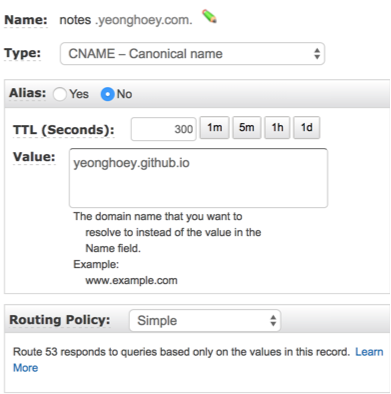 Name: notes .yeonghoey.com.
Type: CNAME – Canonical name
Alias: Yes No
TTL (Seconds): 300 1m 5m 1h 1d
Value: yeonghoey.github.io
The domain name that you want to
resolve to instead of the value in the
Name field.
Example:
www.example.com
Routing Policy: Simple
Route 53 responds to queries based only on the values in this record. Learn
More